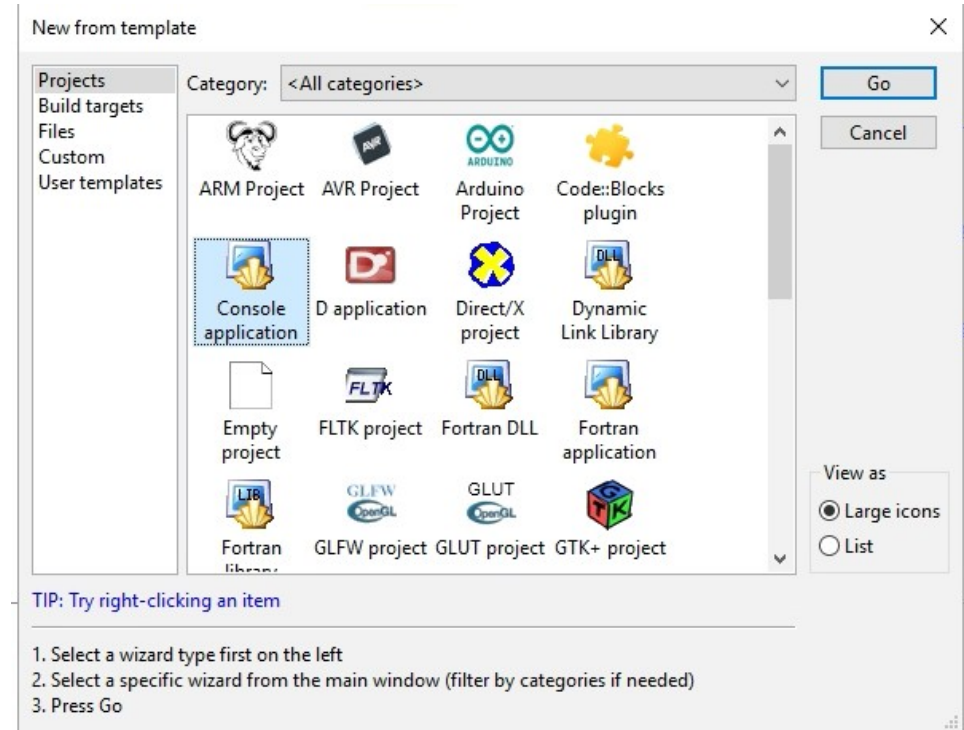 New from template
Projects
Build targets
Files
Custom
User templates
Category: <All categories>
Go
Cancel
AVR
ARDUINO
ARM Project AVR Project Arduino Project Code::Blocks plugin
DLL
Console application D application Direct/X project Dynamic Link Library
FLTK
DLL
Empty project FLTK project Fortran DLL Fortran application
LIB
GLFW
OpenGL
GLUT
OpenGL
GTK
Fortran library GLFW project GLUT project GTK+ project
View as
Large icons
List
TIP: Try right-clicking an item
1. Select a wizard type first on the left
2. Select a specific wizard from the main window (filter by categories if needed)
3. Press Go